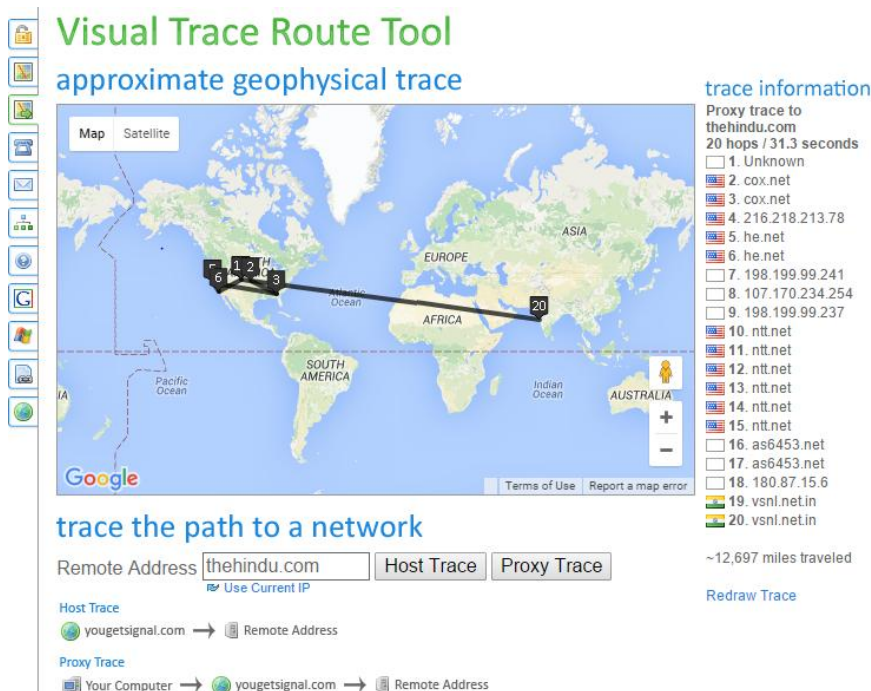 Visual Trace Route Tool
approximate geophysical trace
Map Satellite
ASIA
EUROPE
AFRICA
Atlantic
Ocean
SOUTH
AMERICA
Pacific
Ocean
Indian
Ocean
AUSTRALIA
IA
6
1
2
3
20
+
−
Google
Terms of Use Report a map error
trace information
Proxy trace to
thehindu.com
20 hops / 31.3 seconds
1. Unknown
2. cox.net
3. cox.net
4. 216.218.213.78
5. he.net
6. he.net
7. 198.199.99.241
8. 107.170.234.254
9. 198.199.99.237
10. ntt.net
11. ntt.net
12. ntt.net
13. ntt.net
14. ntt.net
15. ntt.net
16. as6453.net
17. as6453.net
18. 180.87.15.6
19. vsnl.net.in
20. vsnl.net.in
~12,697 miles traveled
Redraw Trace
trace the path to a network
Remote Address thehindu.com Host Trace Proxy Trace
Use Current IP
Host Trace
yougetsignal.com → Remote Address
Proxy Trace
Your Computer → yougetsignal.com → Remote Address